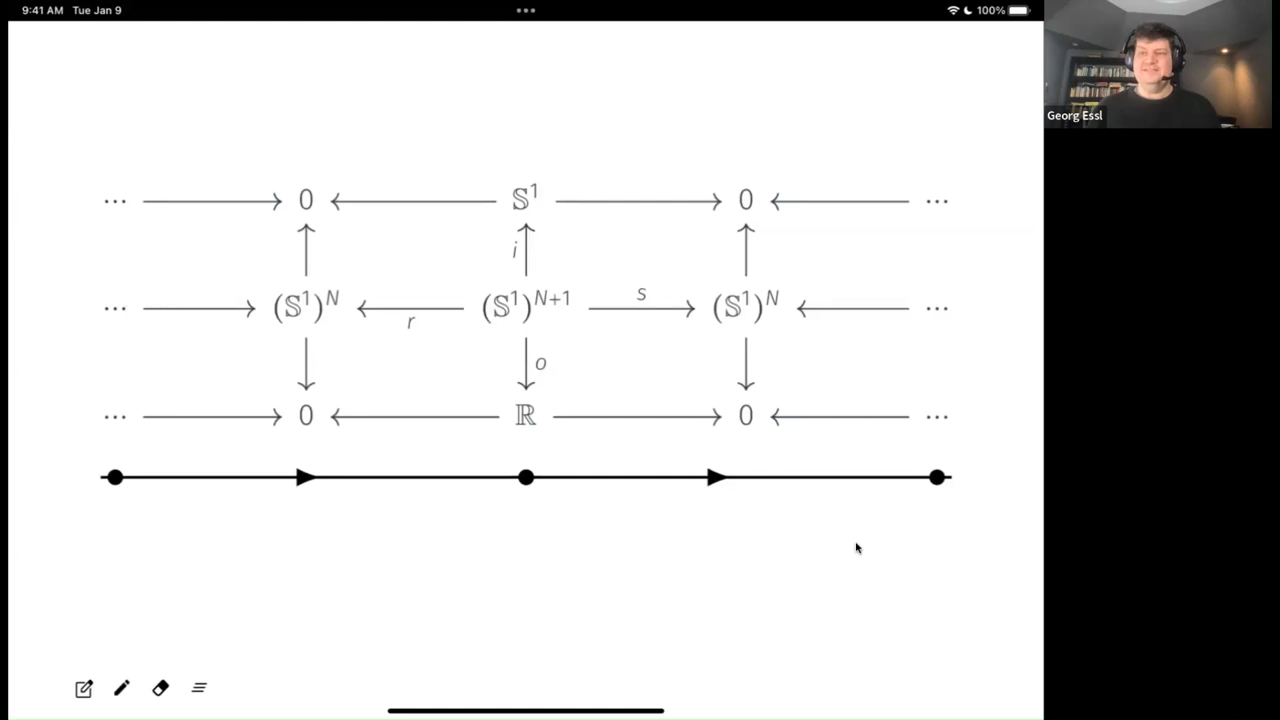 9:41 AM Tue Jan 9
100%
Georg Essl
··· 0 𝕊¹ 0 ···
i
··· (𝕊¹)ᴺ r (𝕊¹)ᴺ⁺¹ s (𝕊¹)ᴺ ···
o
··· 0 ℝ 0 ···